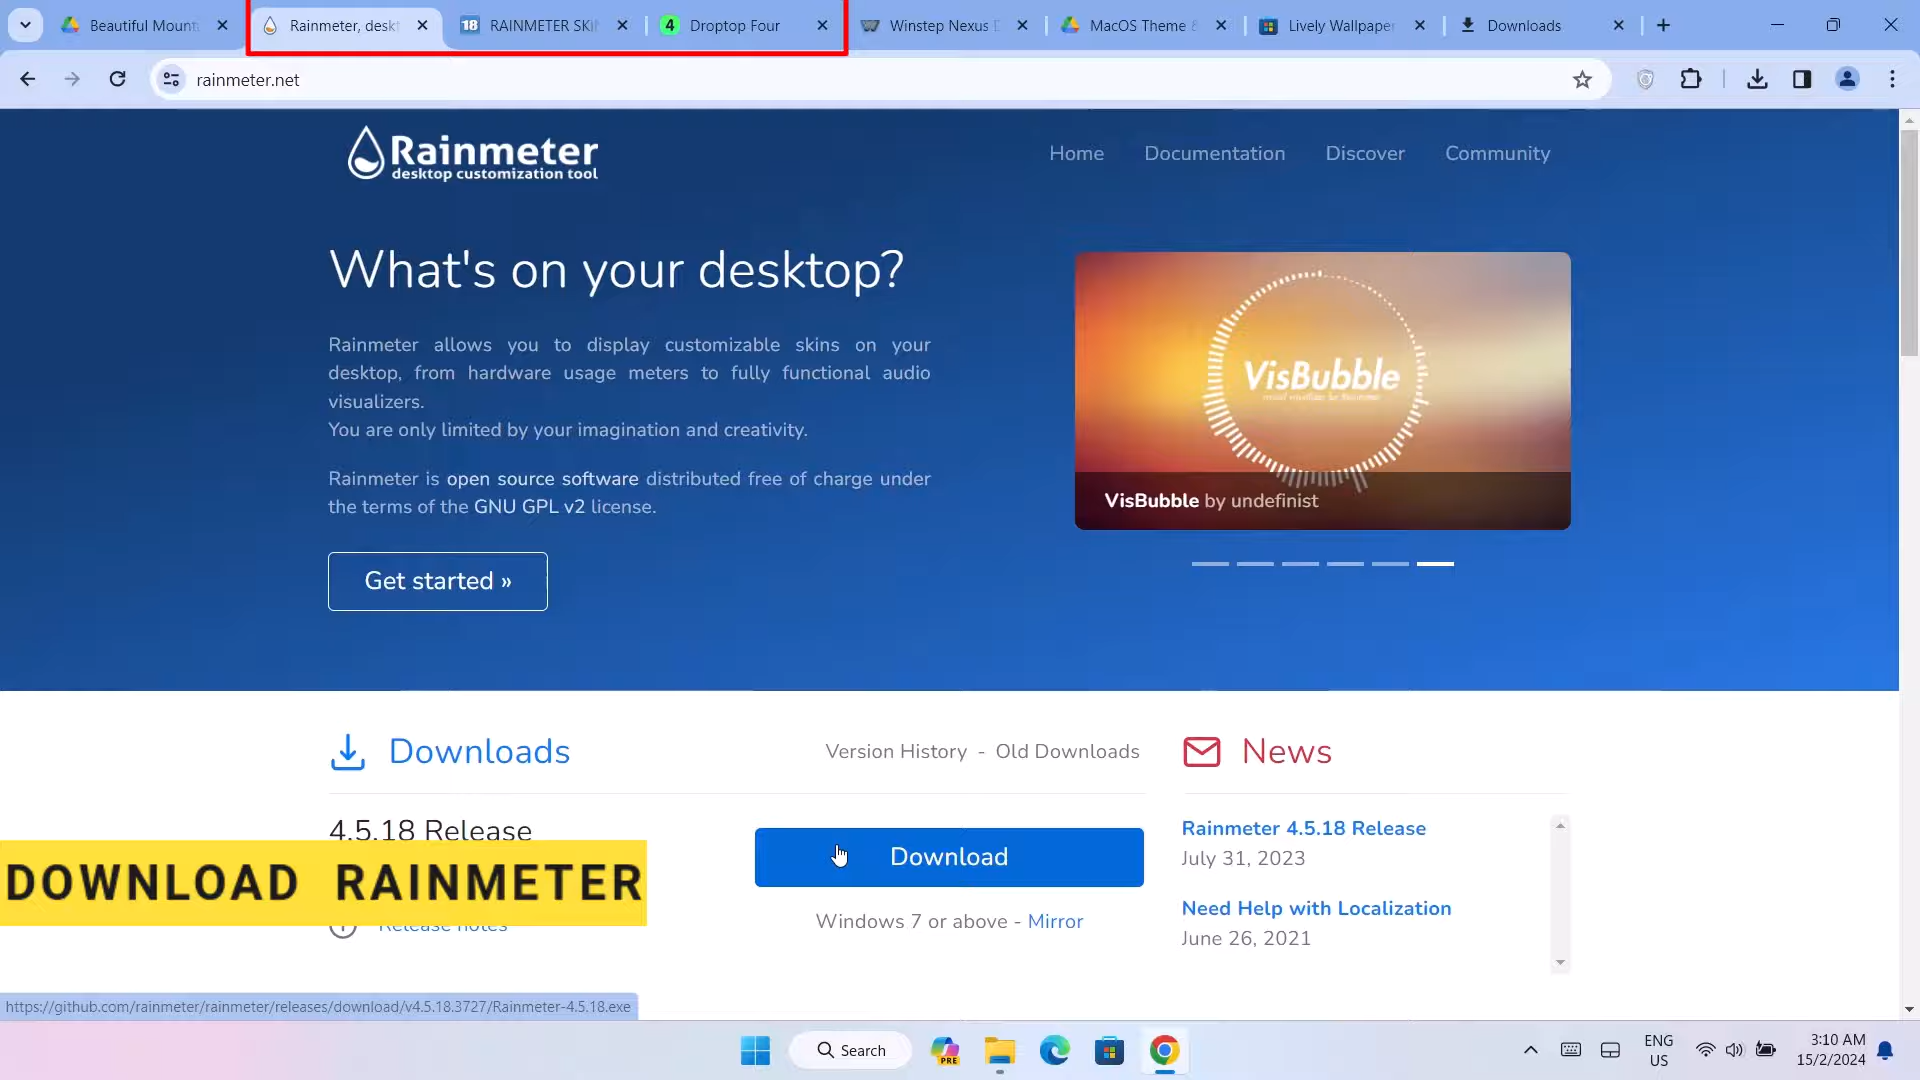 Beautiful Mount
Rainmeter, desk
18 RAINMETER SKI
4 Droptop Four
Winstep Nexus
MacOS Theme &
Lively Wallpape
Downloads
rainmeter.net
Rainmeter
desktop customization tool
Home Documentation Discover Community
What's on your desktop?
Rainmeter allows you to display customizable skins on your
desktop, from hardware usage meters to fully functional audio
visualizers.
You are only limited by your imagination and creativity.
Rainmeter is open source software distributed free of charge under
the terms of the GNU GPL v2 license.
Get started »
VisBubble
VisBubble by undefinist
Downloads
Version History - Old Downloads
News
4.5.18 Release
Download
Windows 7 or above - Mirror
Rainmeter 4.5.18 Release
July 31, 2023
Need Help with Localization
June 26, 2021
DOWNLOAD RAINMETER
Release notes
https://github.com/rainmeter/rainmeter/releases/download/v4.5.18.3727/Rainmeter-4.5.18.exe
Search
PRE
ENG
US
3:10 AM
15/2/2024